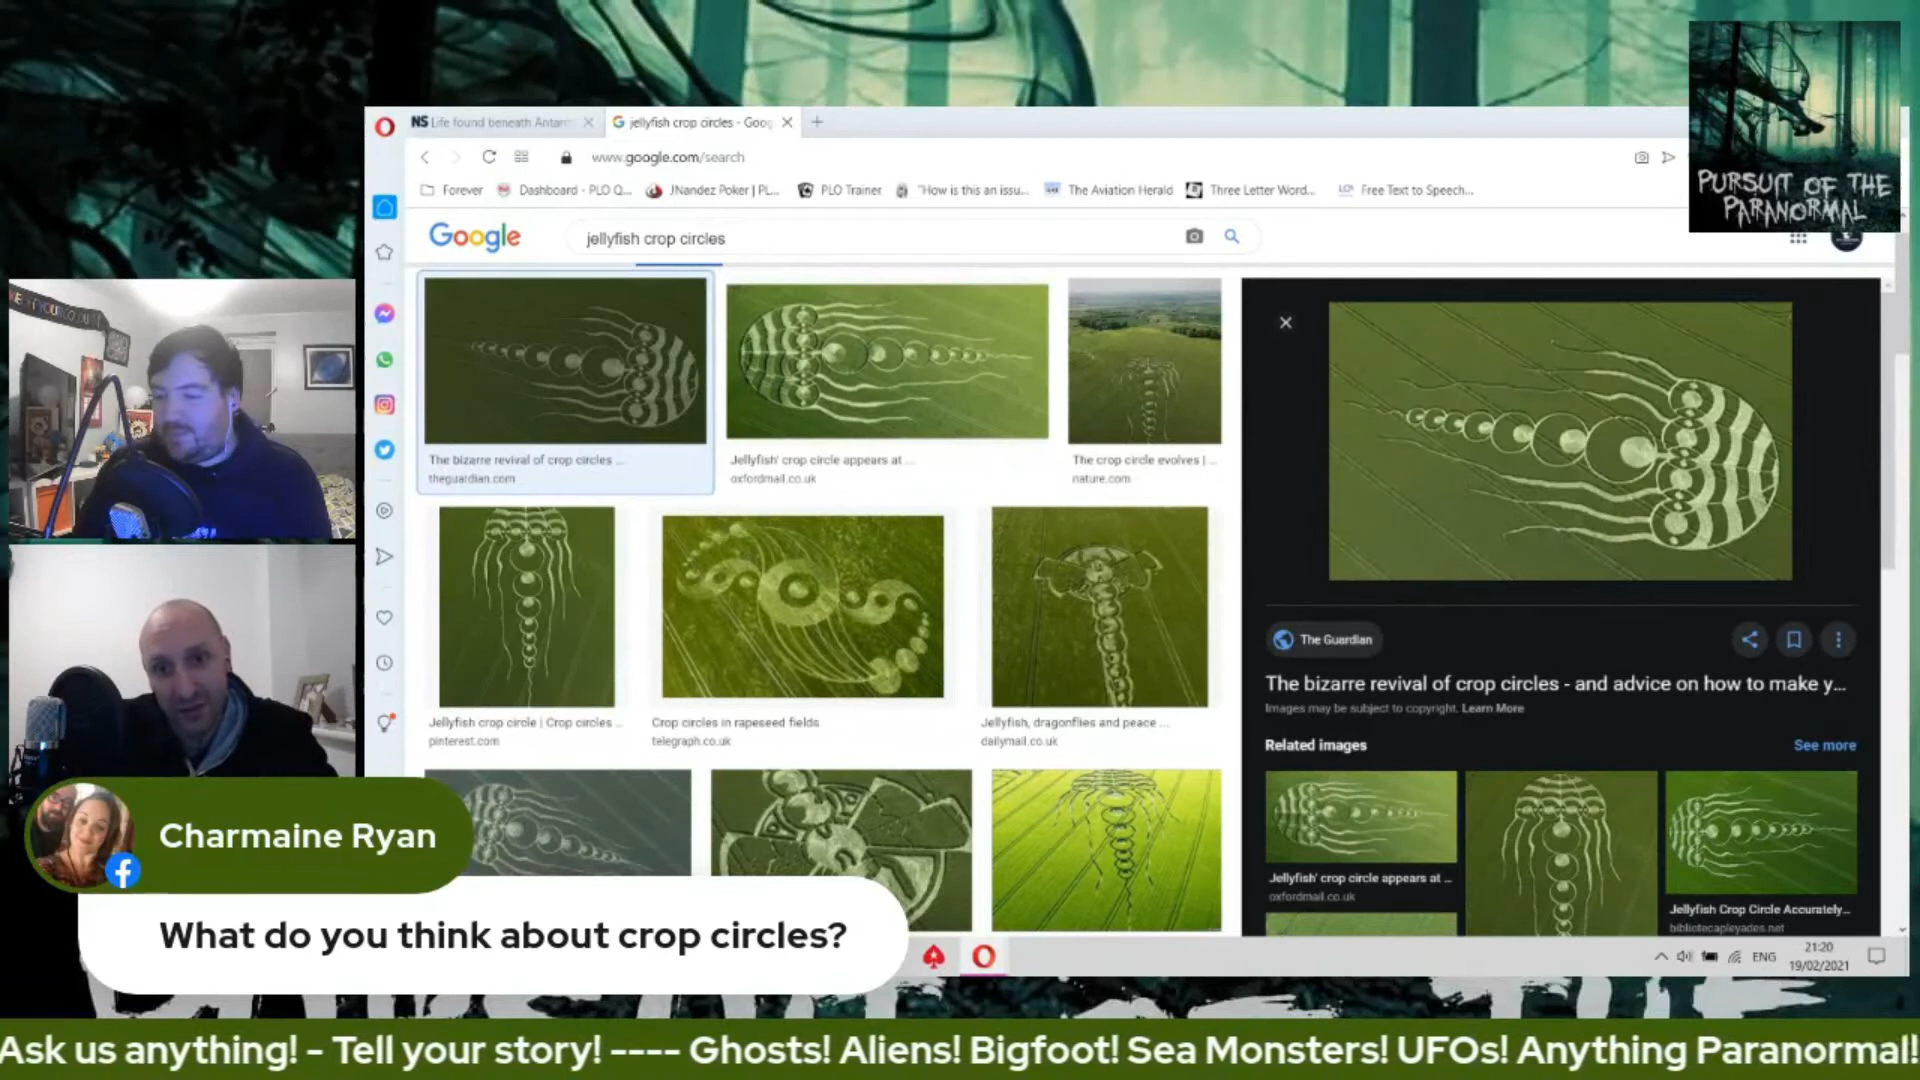 PURSUIT OF THE
PARANORMAL
NS Life found beneath Antarc
jellyfish crop circles - Goog
www.google.com/search
Forever
Dashboard - PLO Q...
JNandez Poker | PL...
PLO Trainer
"How is this an issu...
The Aviation Herald
Three Letter Word...
Free Text to Speech...
Google
jellyfish crop circles
The bizarre revival of crop circles ...
theguardian.com
Jellyfish' crop circle appears at ...
oxfordmail.co.uk
The crop circle evolves | ...
nature.com
Jellyfish crop circle | Crop circles ...
pinterest.com
Crop circles in rapeseed fields
telegraph.co.uk
Jellyfish, dragonflies and peace ...
dailymail.co.uk
The Guardian
The bizarre revival of crop circles - and advice on how to make y...
Images may be subject to copyright. Learn More
Related images
See more
Jellyfish' crop circle appears at ...
oxfordmail.co.uk
Jellyfish Crop Circle Accurately...
bibliotecapleyades.net
ENG
21:20
19/02/2021
Charmaine Ryan
What do you think about crop circles?
Ask us anything! - Tell your story! ---- Ghosts! Aliens! Bigfoot! Sea Monsters! UFOs! Anything Paranormal!